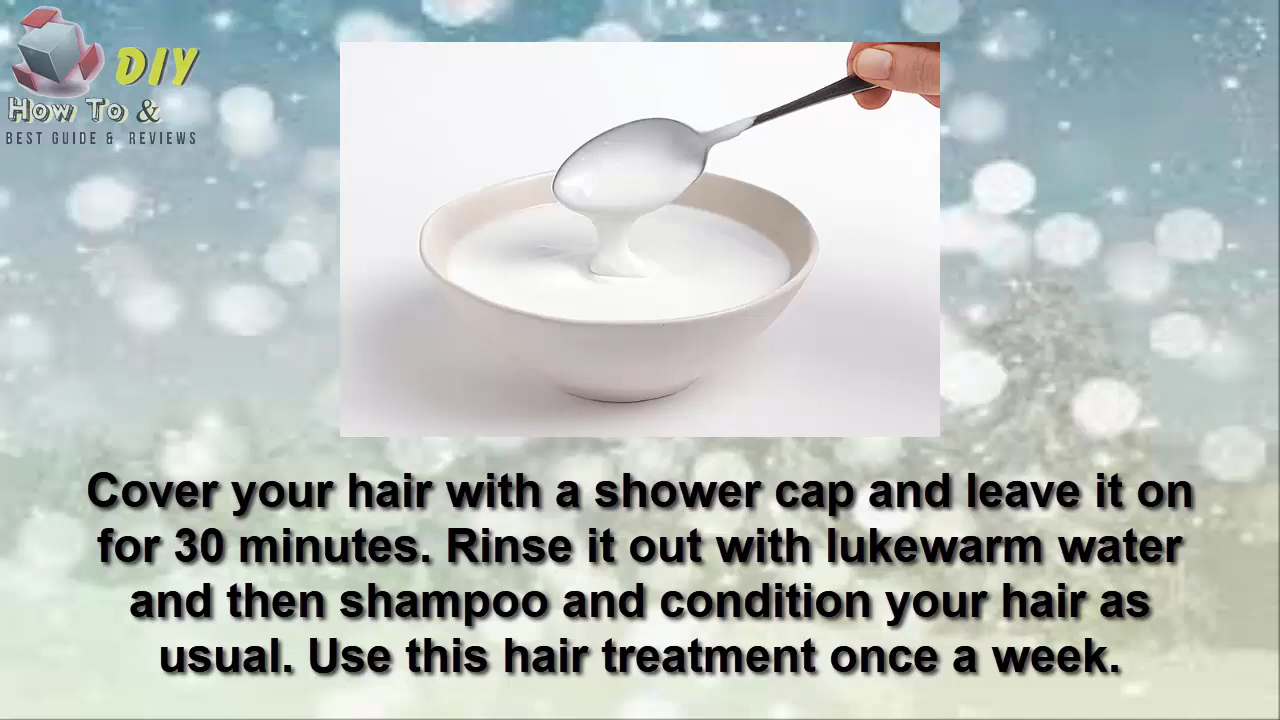 DIY
How To &
BEST GUIDE & REVIEWS
Cover your hair with a shower cap and leave it on
for 30 minutes. Rinse it out with lukewarm water
and then shampoo and condition your hair as
usual. Use this hair treatment once a week.